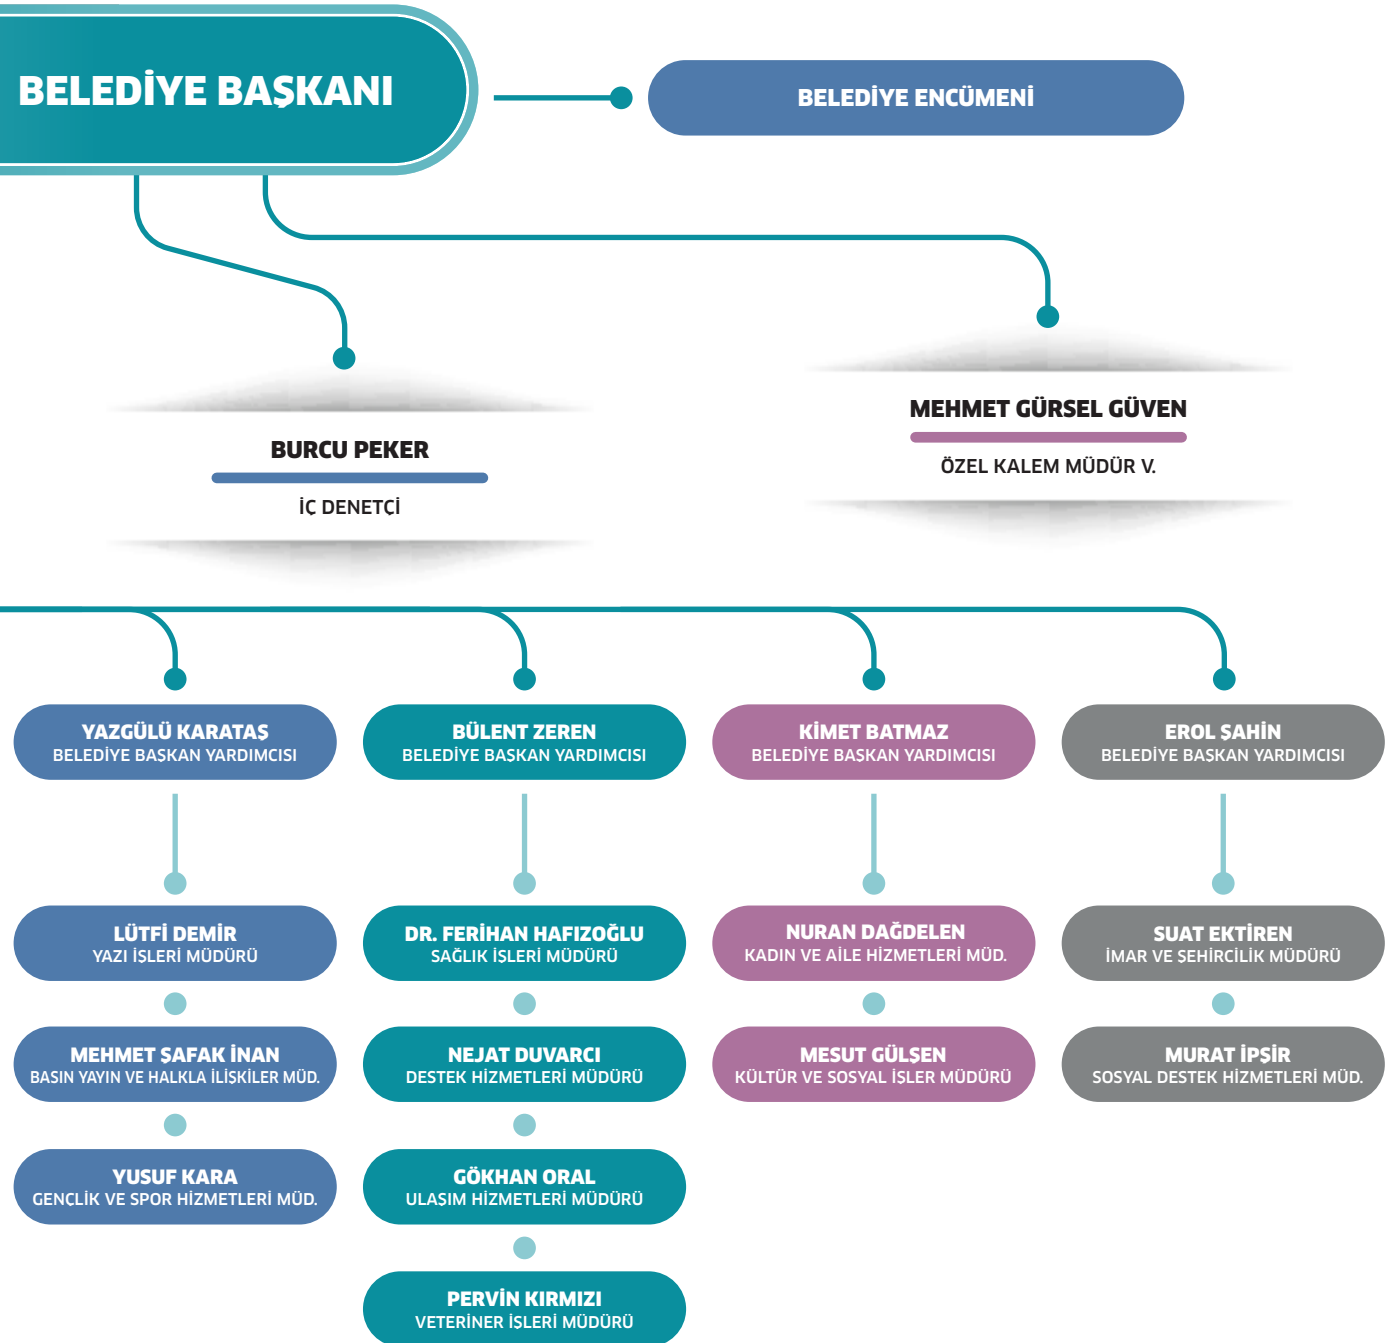 BELEDİYE BAŞKANI
BELEDİYE ENCÜMENİ
BURCU PEKER
İÇ DENETÇİ
MEHMET GÜRSEL GÜVEN
ÖZEL KALEM MÜDÜR V.
YAZGÜLÜ KARATAŞ
BELEDİYE BAŞKAN YARDIMCISI
LÜTFİ DEMİR
YAZI İŞLERİ MÜDÜRÜ
MEHMET ŞAFAK İNAN
BASIN YAYIN VE HALKLA İLİŞKİLER MÜD.
YUSUF KARA
GENÇLİK VE SPOR HİZMETLERİ MÜD.
BÜLENT ZEREN
BELEDİYE BAŞKAN YARDIMCISI
DR. FERİHAN HAFIZOĞLU
SAĞLIK İŞLERİ MÜDÜRÜ
NEJAT DUVARCI
DESTEK HİZMETLERİ MÜDÜRÜ
GÖKHAN ORAL
ULAŞIM HİZMETLERİ MÜDÜRÜ
PERVİN KIRMIZI
VETERİNER İŞLERİ MÜDÜRÜ
KİMET BATMAZ
BELEDİYE BAŞKAN YARDIMCISI
NURAN DAĞDELEN
KADIN VE AİLE HİZMETLERİ MÜD.
MESUT GÜLŞEN
KÜLTÜR VE SOSYAL İŞLER MÜDÜRÜ
EROL ŞAHİN
BELEDİYE BAŞKAN YARDIMCISI
SUAT EKTİREN
İMAR VE ŞEHİRCİLİK MÜDÜRÜ
MURAT İPŞİR
SOSYAL DESTEK HİZMETLERİ MÜD.